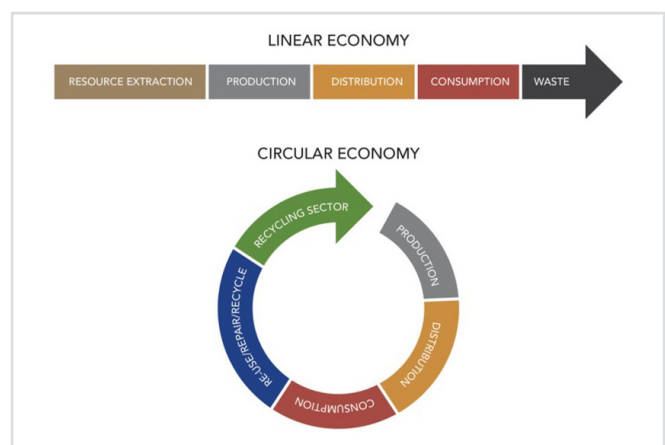 LINEAR ECONOMY
RESOURCE EXTRACTION
PRODUCTION
DISTRIBUTION
CONSUMPTION
WASTE
CIRCULAR ECONOMY
RECYCLING SECTOR
PRODUCTION
DISTRIBUTION
CONSUMPTION
RE-USE/REPAIR/RECYCLE